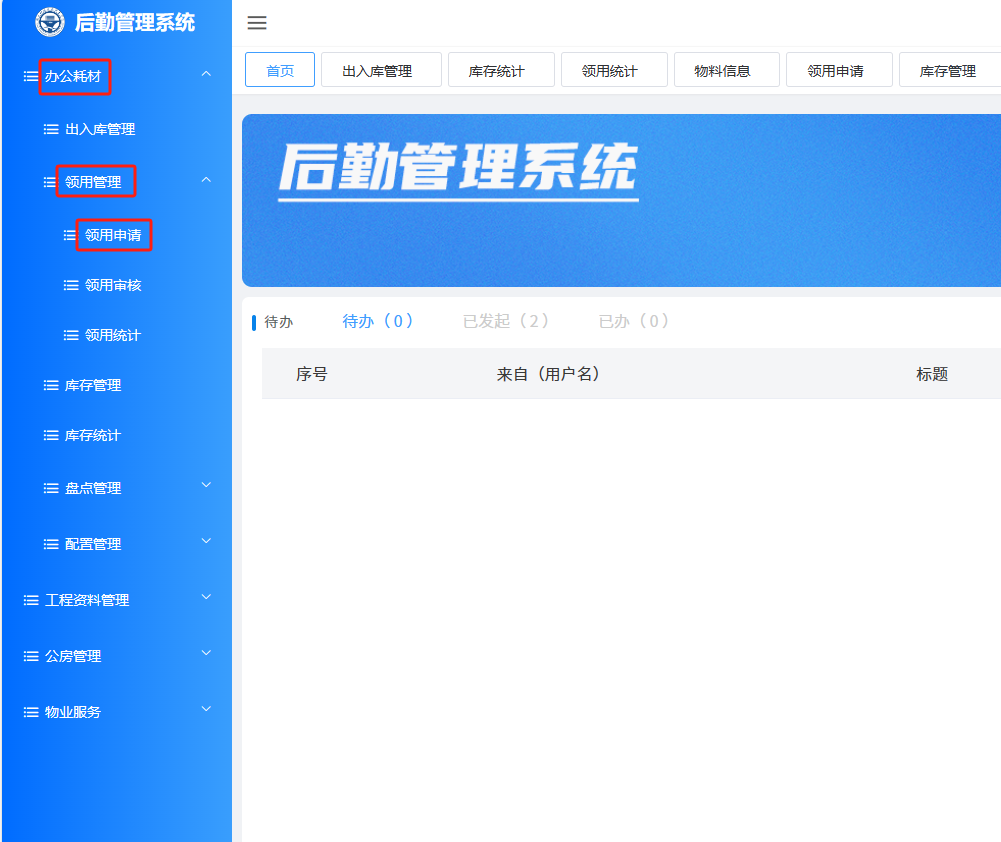 后勤管理系统
办公耗材
出入库管理
领用管理
领用申请
领用审核
领用统计
库存管理
库存统计
盘点管理
配置管理
工程资料管理
公房管理
物业服务
首页 出入库管理 库存统计 领用统计 物料信息 领用申请 库存管理
后勤管理系统
待办 待办（0） 已发起（2） 已办（0）
序号 来自（用户名） 标题